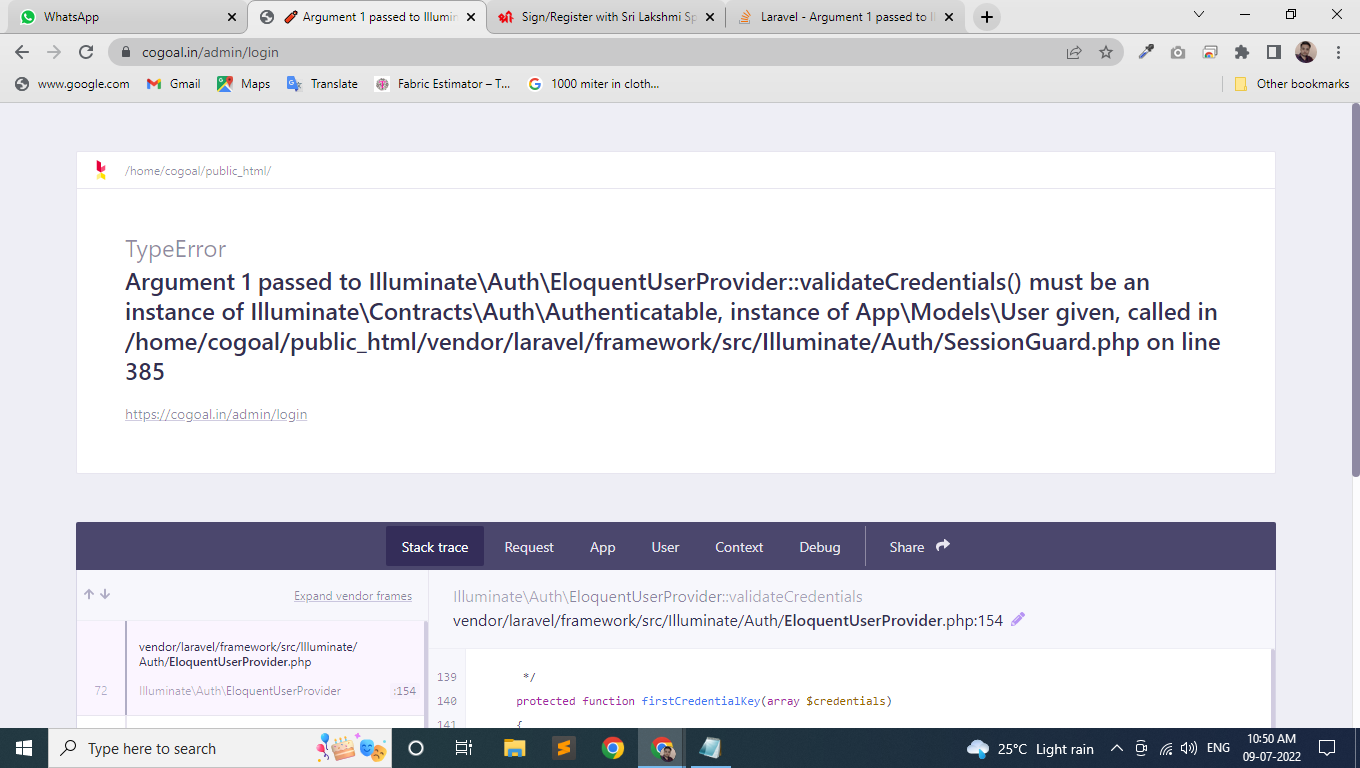 WhatsApp
Argument 1 passed to Illumin
Sign/Register with Sri Lakshmi Sp
Laravel - Argument 1 passed to Il
cogoal.in/admin/login
www.google.com
Gmail
Maps
Translate
Fabric Estimator – T...
1000 miter in cloth...
Other bookmarks
/home/cogoal/public_html/
TypeError
Argument 1 passed to Illuminate\Auth\EloquentUserProvider::validateCredentials() must be an
instance of Illuminate\Contracts\Auth\Authenticatable, instance of App\Models\User given, called in
/home/cogoal/public_html/vendor/laravel/framework/src/Illuminate/Auth/SessionGuard.php on line
385
https://cogoal.in/admin/login
Stack trace
Request
App
User
Context
Debug
Share
Expand vendor frames
Illuminate\Auth\EloquentUserProvider::validateCredentials
vendor/laravel/framework/src/Illuminate/Auth/EloquentUserProvider.php:154
vendor/laravel/framework/src/Illuminate/
Auth/EloquentUserProvider.php
72 Illuminate\Auth\EloquentUserProvider :154
139 */
140 protected function firstCredentialKey(array $credentials)
141 {
Type here to search
25°C Light rain
ENG
10:50 AM
09-07-2022